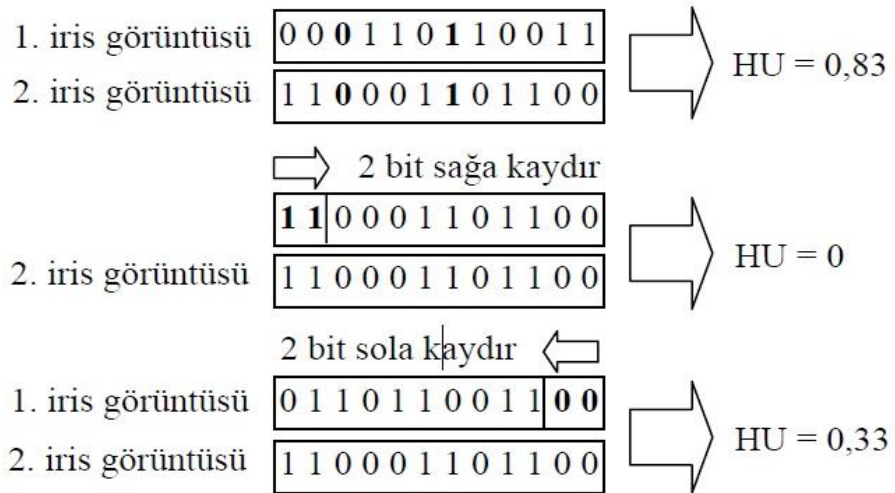 1. iris görüntüsü 0 0 0 1 1 0 1 1 0 0 1 1
HU = 0,83
2. iris görüntüsü 1 1 0 0 0 1 1 0 1 1 0 0
2 bit sağa kaydır
1 1 0 0 0 1 1 0 1 1 0 0
HU = 0
2. iris görüntüsü 1 1 0 0 0 1 1 0 1 1 0 0
2 bit sola kaydır
1. iris görüntüsü 0 1 1 0 1 1 0 0 1 1 0 0
HU = 0,33
2. iris görüntüsü 1 1 0 0 0 1 1 0 1 1 0 0